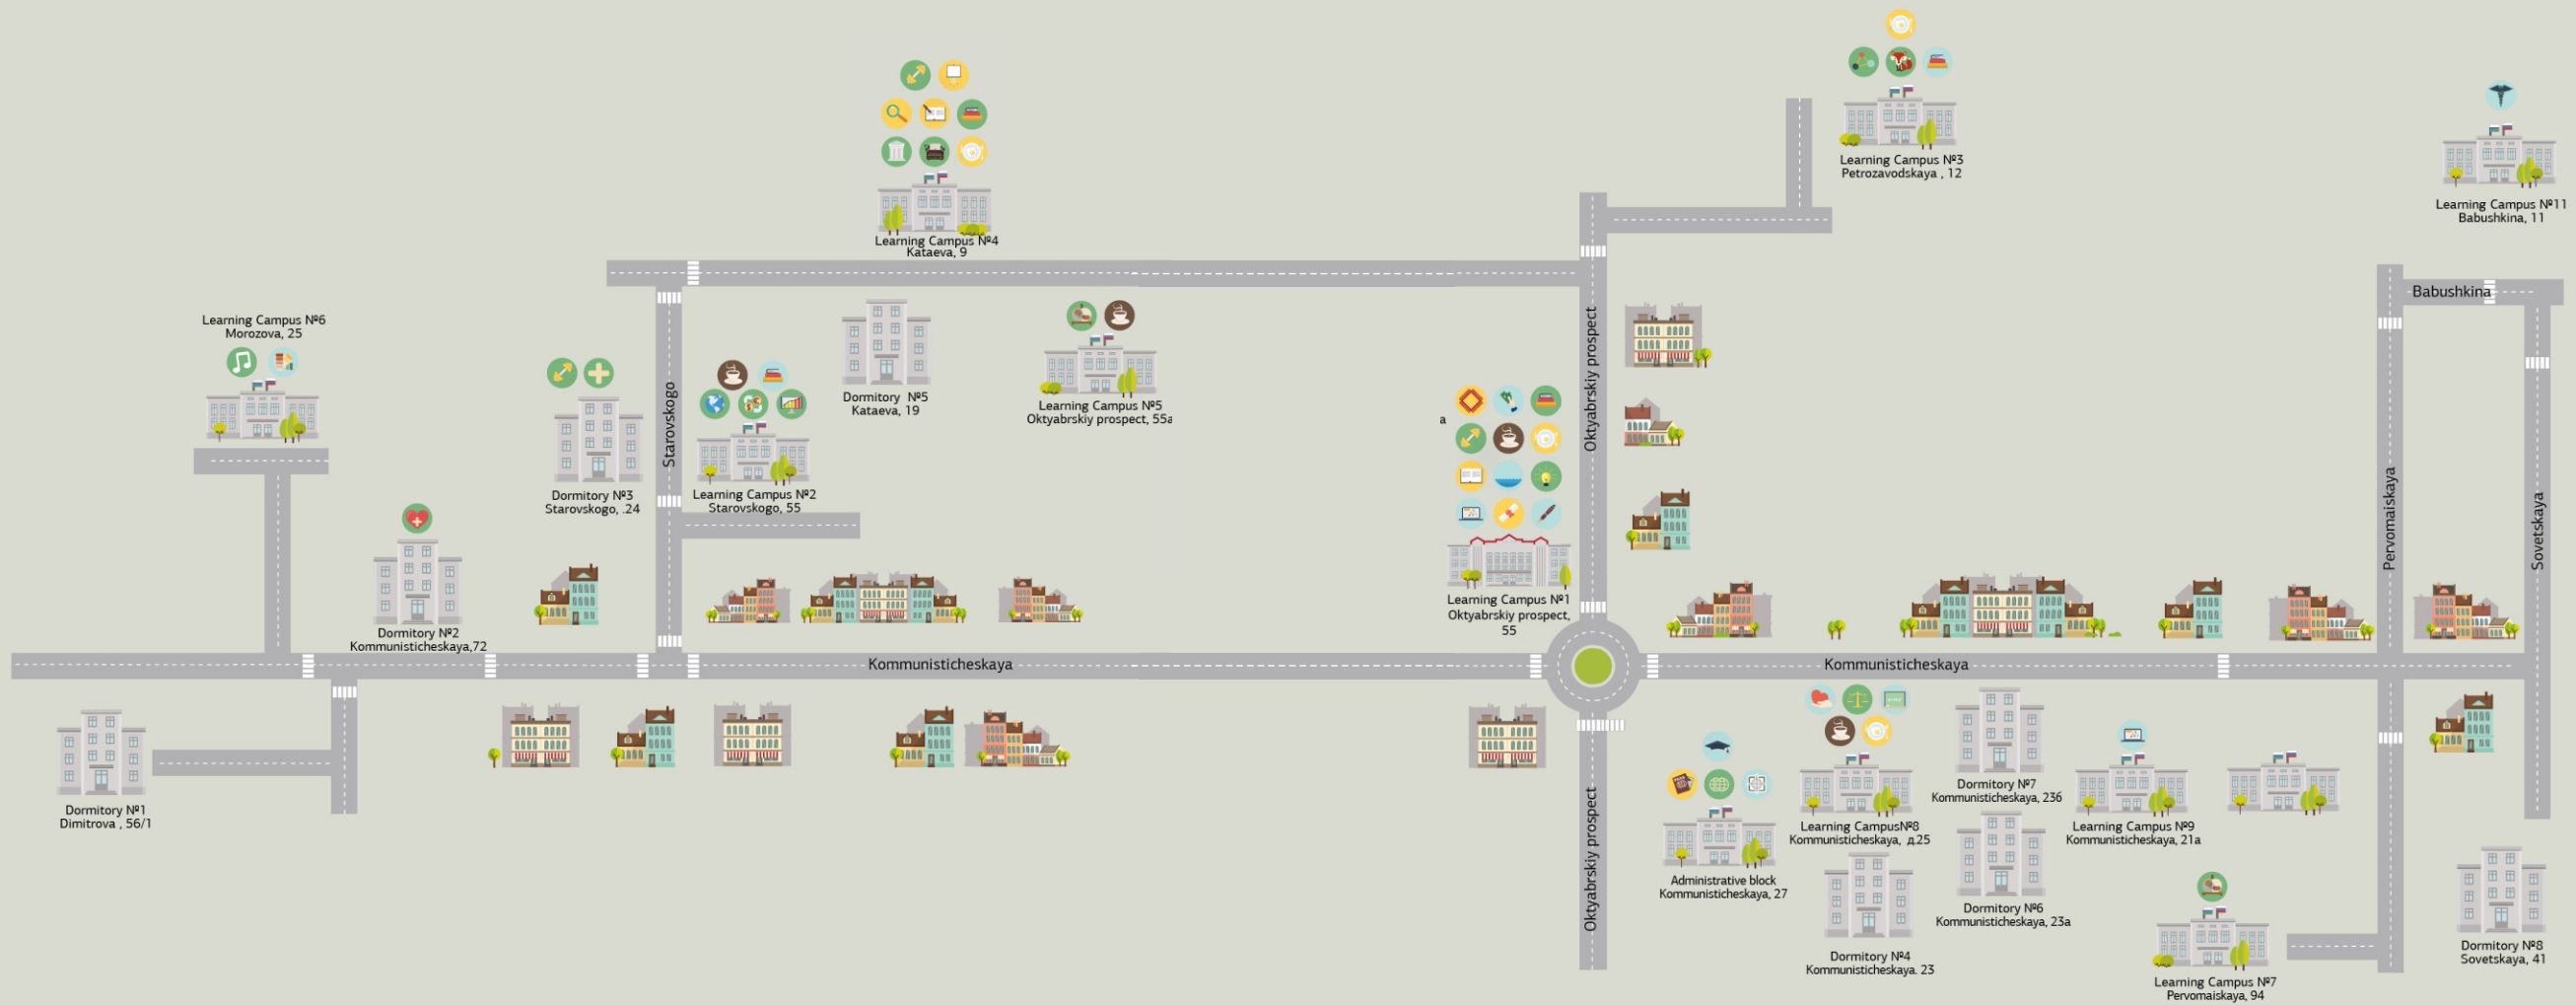 Learning Campus №3
Petrozavodskaya , 12
Learning Campus №11
Babushkina, 11
Learning Campus №4
Kataeva, 9
Babushkina
Learning Campus №6
Morozova, 25
Dormitory №5
Kataeva, 19
Learning Campus №5
Oktyabrskiy prospect, 55a
a
Starovskogo
Oktyabrskiy prospect
Dormitory №3
Starovskogo, .24
Learning Campus №2
Starovskogo, 55
Pervomaiskaya
Sovetskaya
Learning Campus №1
Oktyabrskiy prospect,
55
Dormitory №2
Kommunisticheskaya,72
Kommunisticheskaya
Kommunisticheskaya
Dormitory №1
Dimitrova , 56/1
Oktyabrskiy prospect
Dormitory №7
Kommunisticheskaya, 236
Learning Campus№8
Kommunisticheskaya, д.25
Learning Campus №9
Kommunisticheskaya, 21a
Administrative block
Kommunisticheskaya, 27
Dormitory №6
Kommunisticheskaya, 23a
Dormitory №4
Kommunisticheskaya. 23
Dormitory №8
Sovetskaya, 41
Learning Campus №7
Pervomaiskaya, 94